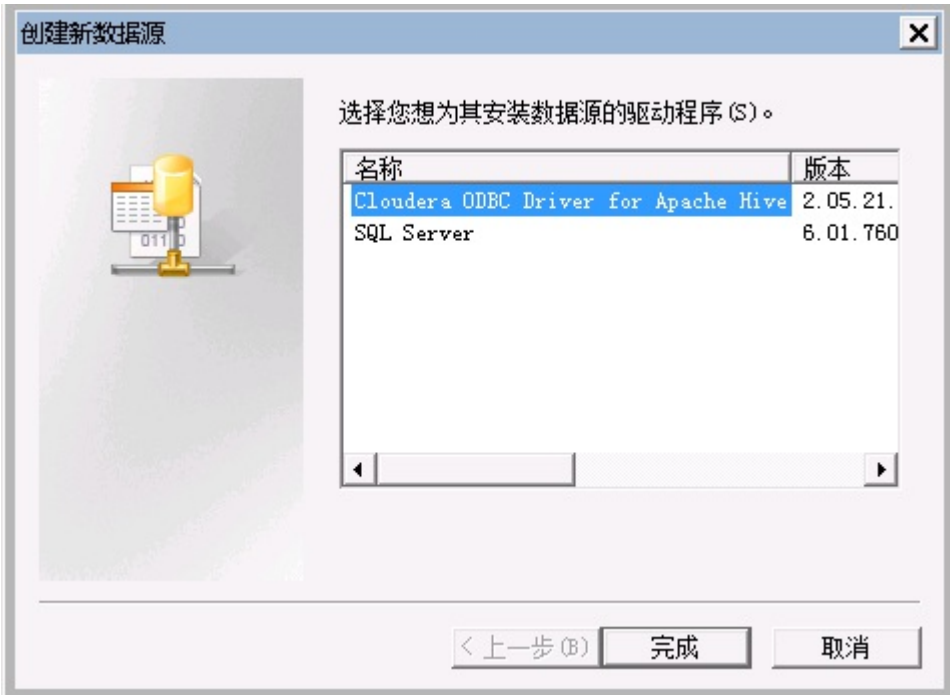 创建新数据源
选择您想为其安装数据源的驱动程序(S)。
名称 版本
Cloudera ODBC Driver for Apache Hive 2.05.21.
SQL Server 6.01.760
01110
< 上一步(B) 完成 取消